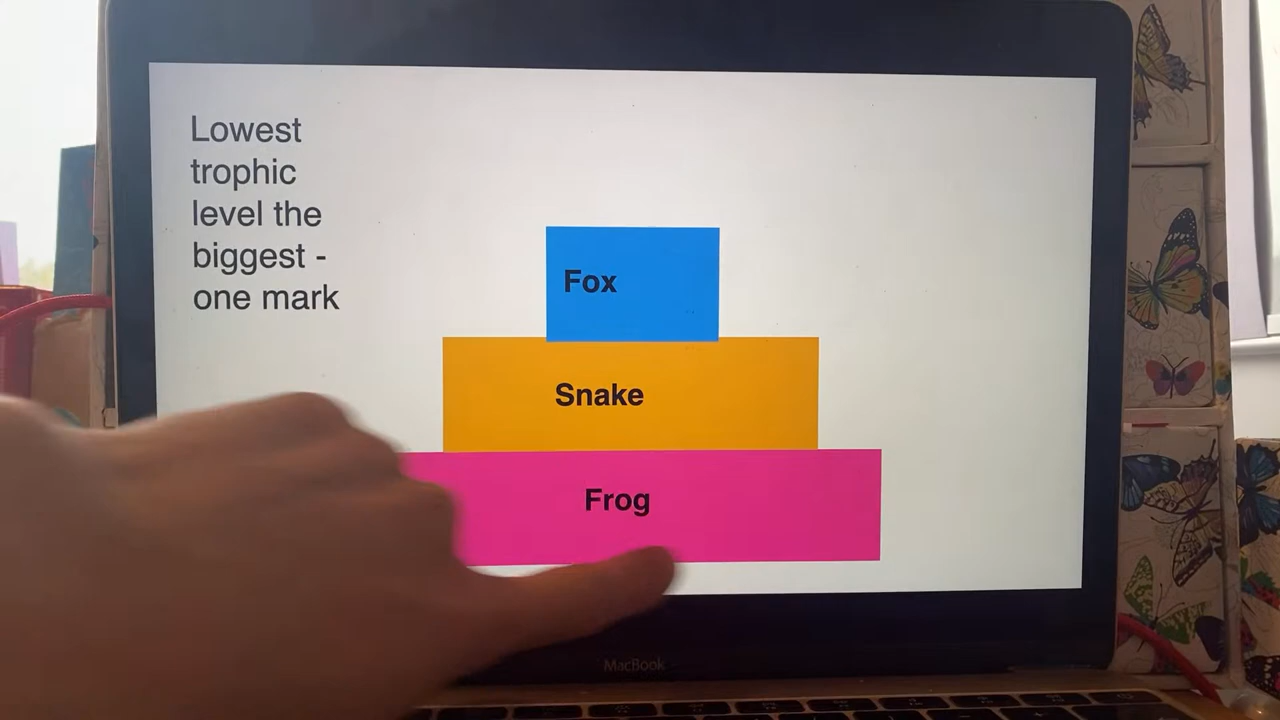 Lowest
trophic
level the
biggest -
one mark
Fox
Snake
Frog
MacBook